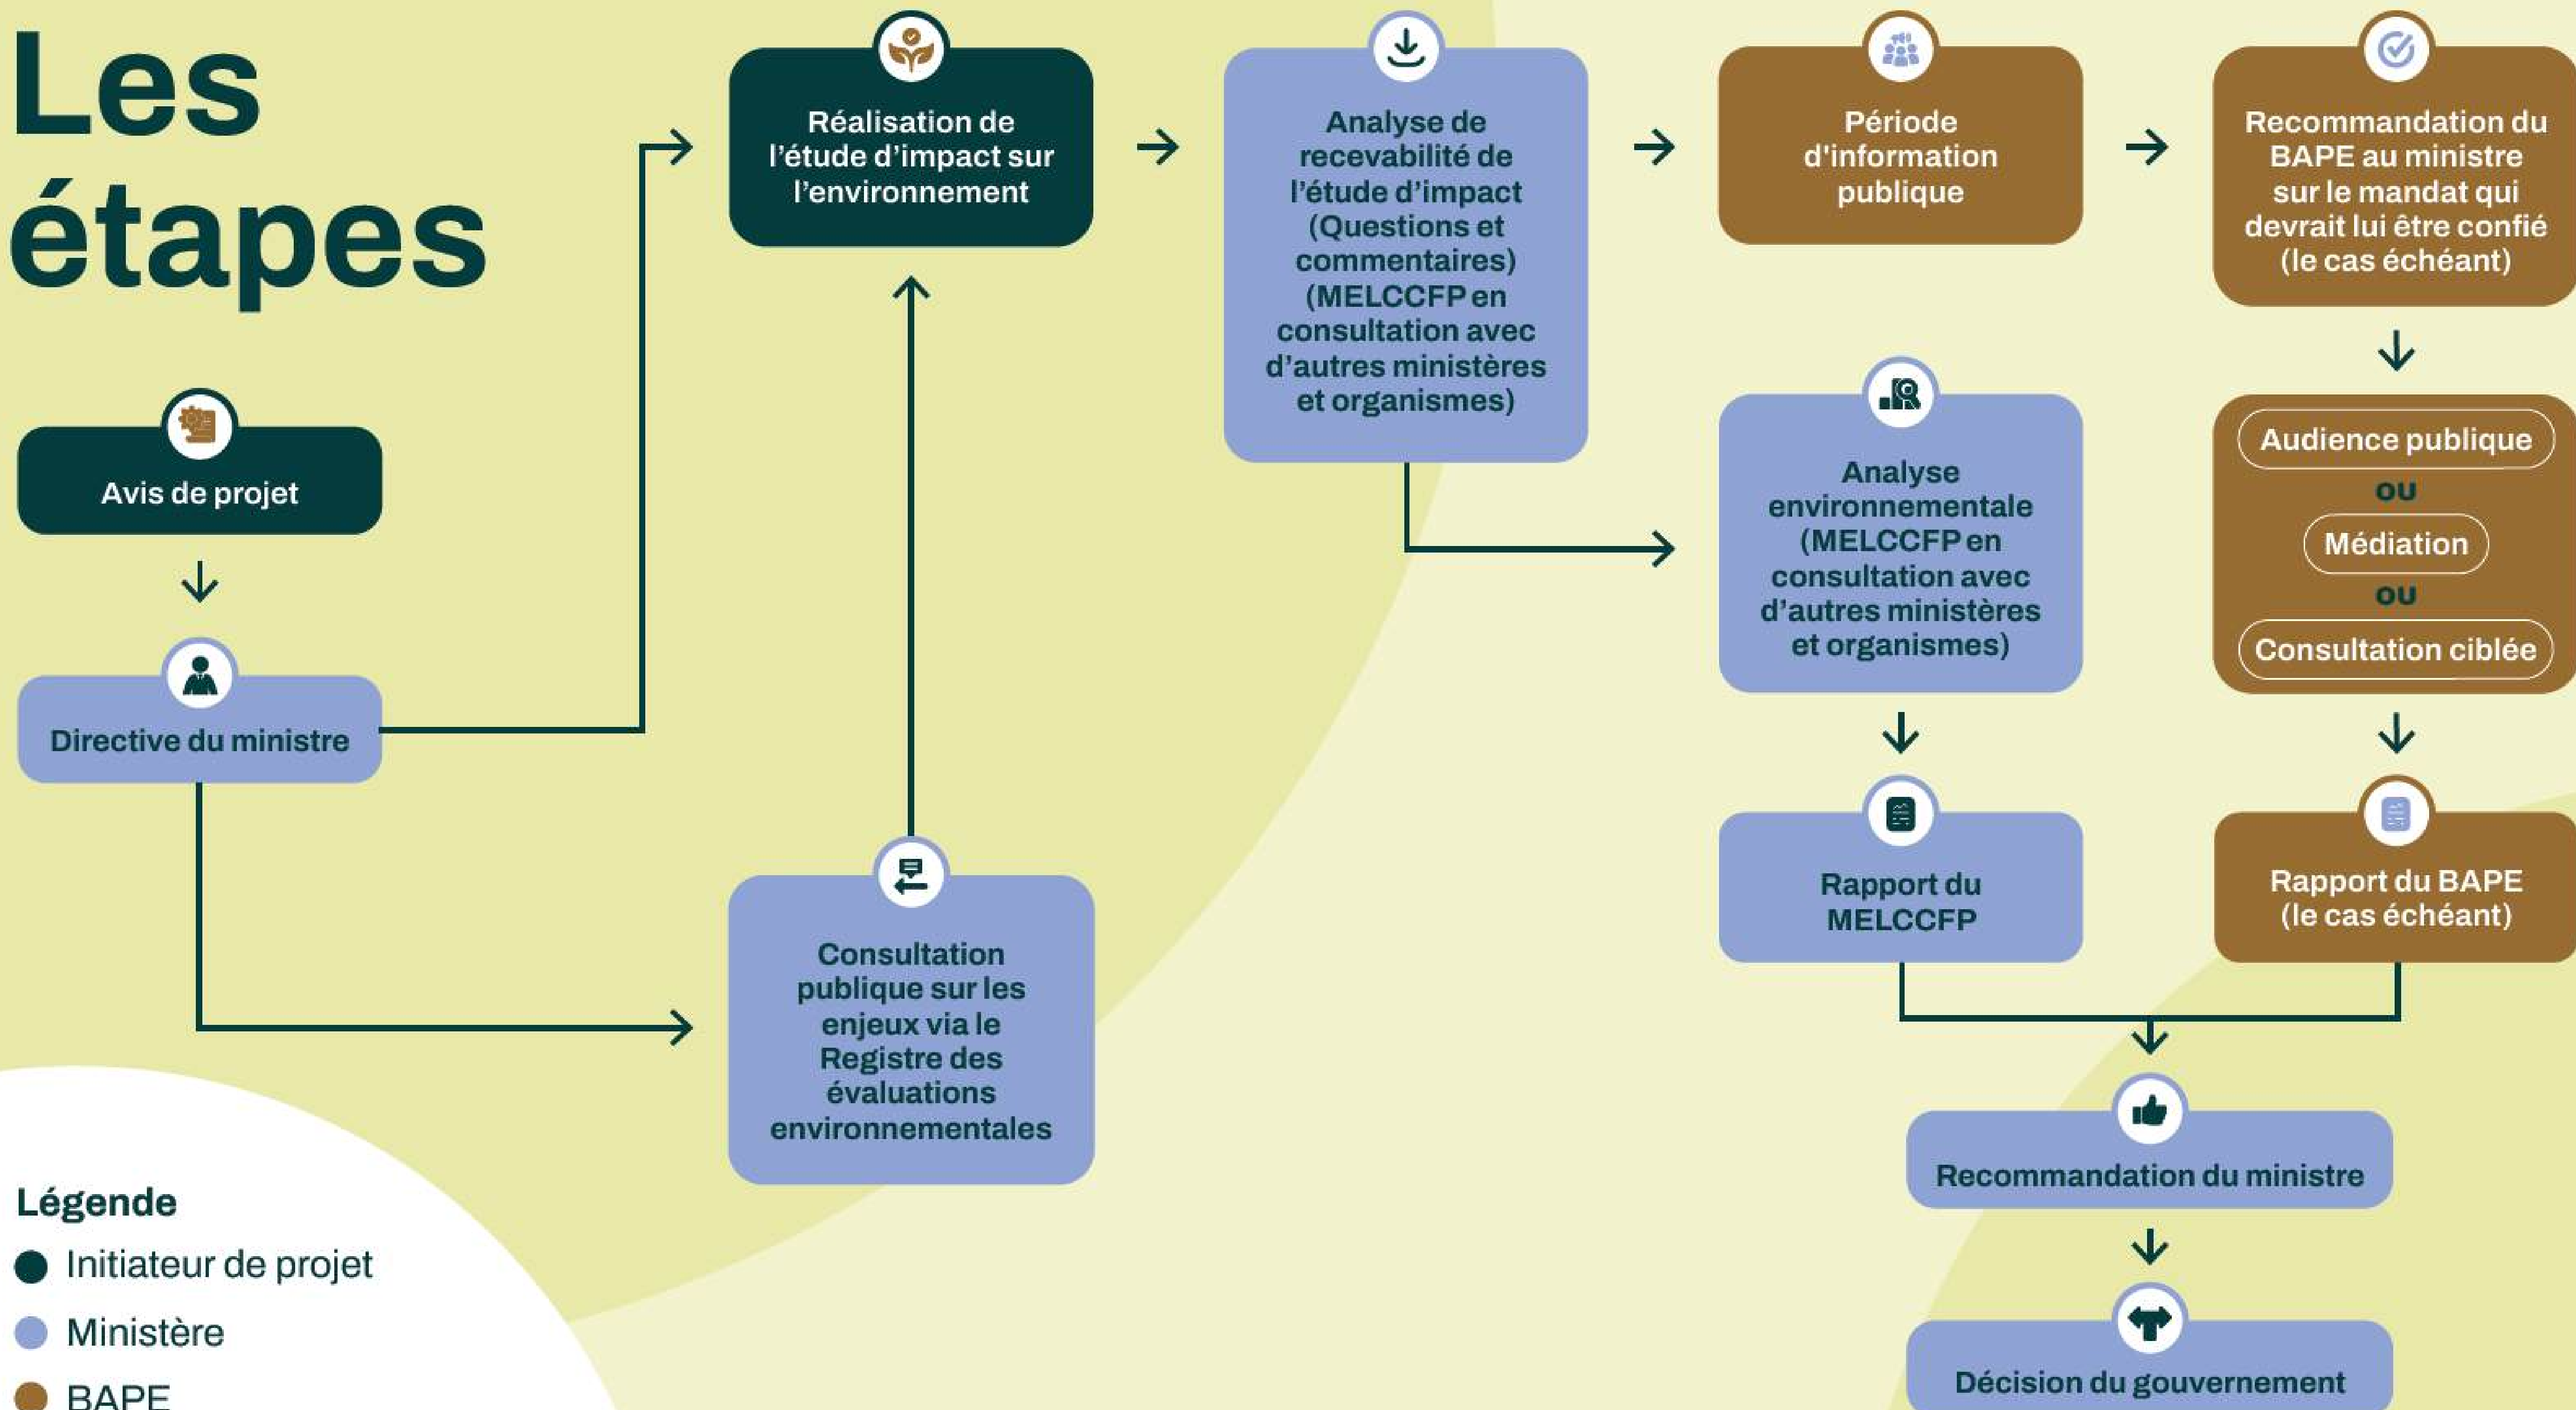 Les
étapes
Avis de projet
Directive du ministre
Réalisation de
l’étude d’impact sur
l’environnement
Consultation
publique sur les
enjeux via le
Registre des
évaluations
environnementales
Analyse de
recevabilité de
l’étude d’impact
(Questions et
commentaires)
(MELCCFP en
consultation avec
d’autres ministères
et organismes)
Période
d'information
publique
Recommandation du
BAPE au ministre
sur le mandat qui
devrait lui être confié
(le cas échéant)
Analyse
environnementale
(MELCCFP en
consultation avec
d’autres ministères
et organismes)
Audience publique
ou
Médiation
ou
Consultation ciblée
Rapport du
MELCCFP
Rapport du BAPE
(le cas échéant)
Recommandation du ministre
Décision du gouvernement
Légende
Initiateur de projet
Ministère
BAPE